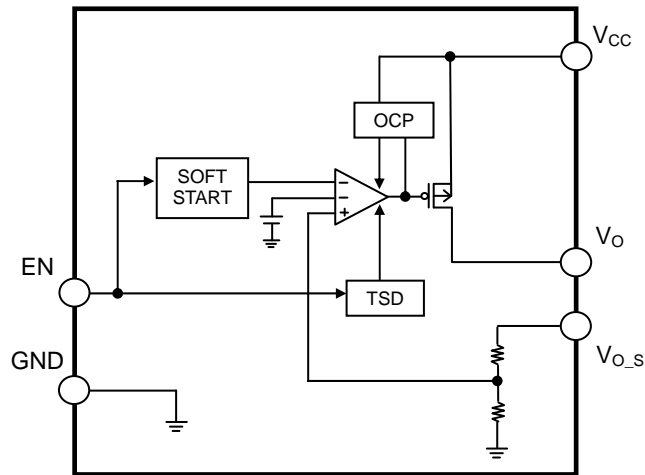 V_CC
OCP
SOFT
START
−
−
+
V_O
EN
TSD
V_O_S
GND